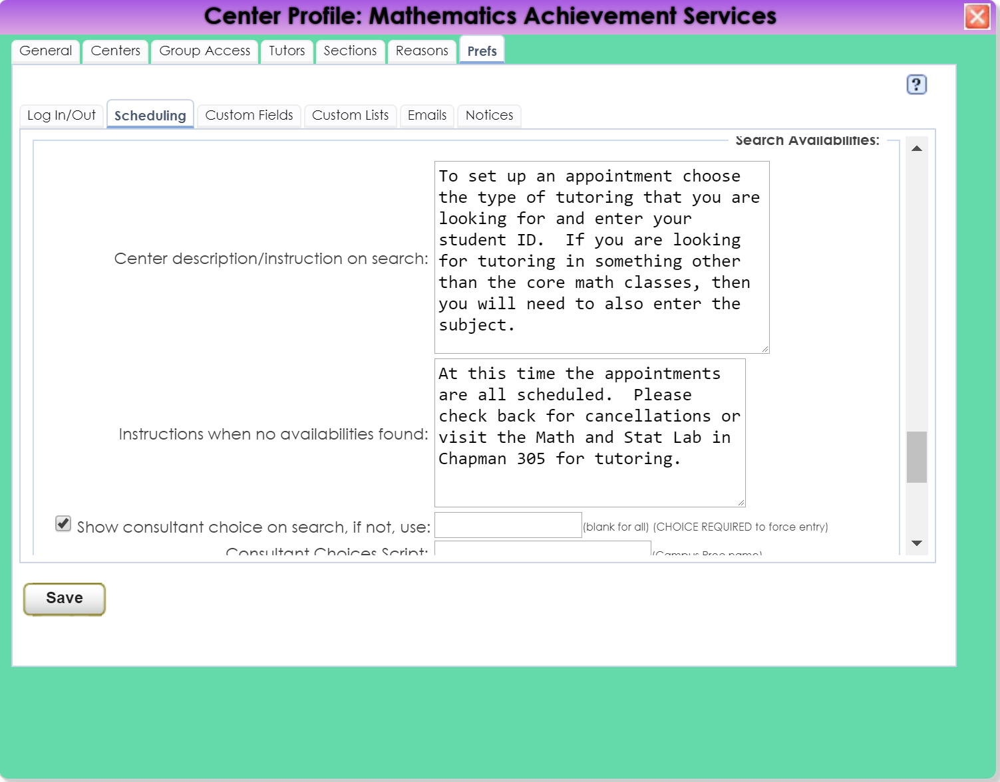 Center Profile: Mathematics Achievement Services
General Centers Group Access Tutors Sections Reasons Prefs
?
Log In/Out Scheduling Custom Fields Custom Lists Emails Notices
Search Availabilities:
Center description/instruction on search:
To set up an appointment choose
the type of tutoring that you are
looking for and enter your
student ID.  If you are looking
for tutoring in something other
than the core math classes, then
you will need to also enter the
subject.
Instructions when no availabilities found:
At this time the appointments
are all scheduled.  Please
check back for cancellations or
visit the Math and Stat Lab in
Chapman 305 for tutoring.
Show consultant choice on search, if not, use: (blank for all) (CHOICE REQUIRED to force entry)
Consultant Choices Script: (Campus Proc name)
Save